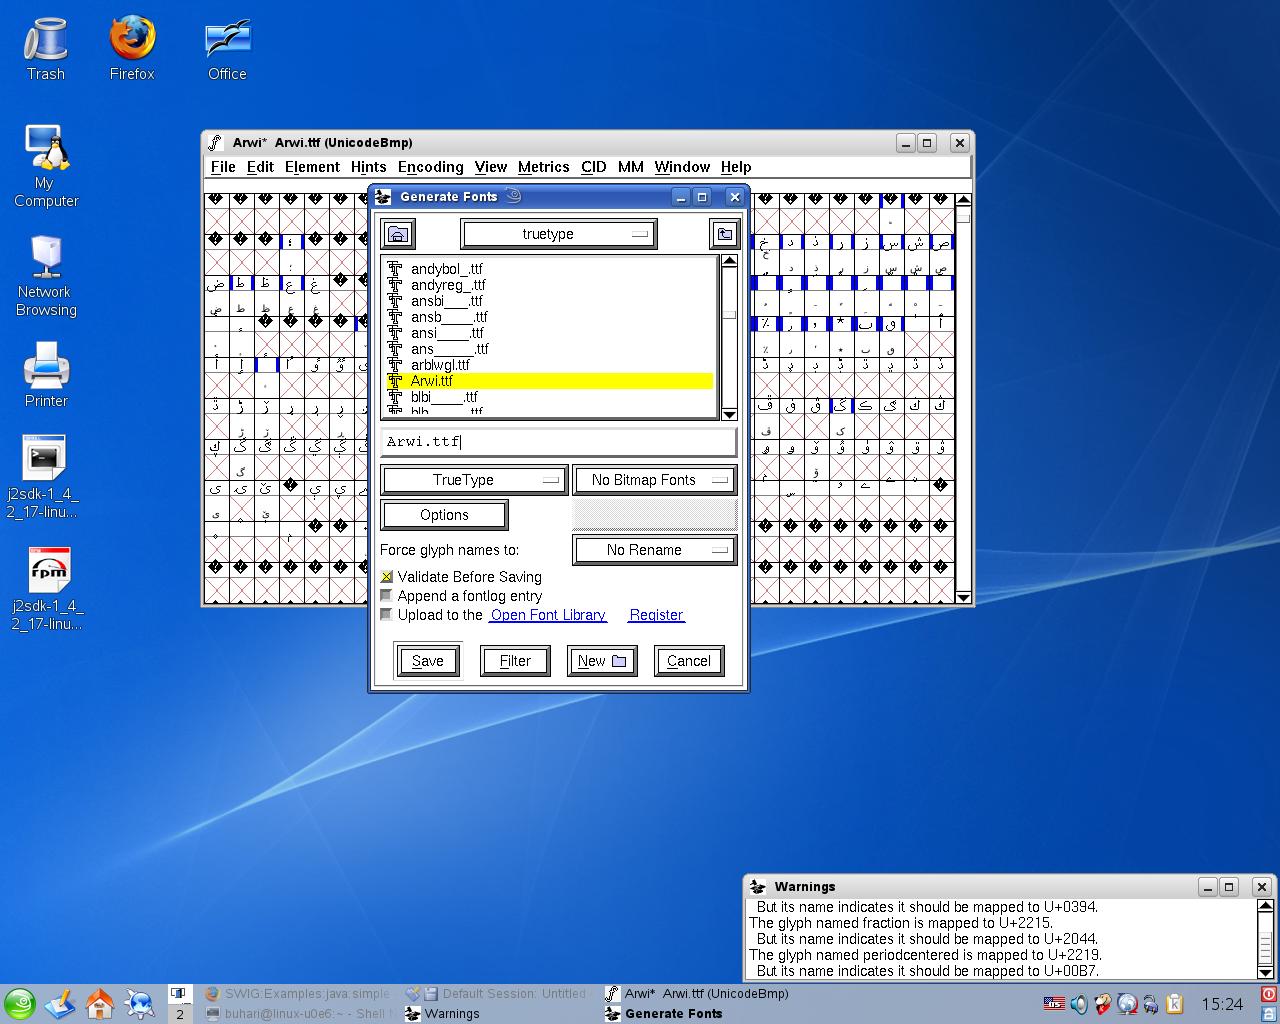 Trash
Firefox
Office
My
Computer
Network
Browsing
Printer
j2sdk-1_4_
2_17-linu...
rpm
j2sdk-1_4_
2_17-linu...
Arwi* Arwi.ttf (UnicodeBmp)
File Edit Element Hints Encoding View Metrics CID MM Window Help
Generate Fonts
truetype
andybol_.ttf
andyreg_.ttf
ansbi___.ttf
ansb____.ttf
ansi____.ttf
ans_____.ttf
arblwgl.ttf
Arwi.ttf
blbi____.ttf
Arwi.ttf
TrueType No Bitmap Fonts
Options
Force glyph names to: No Rename
Validate Before Saving
Append a fontlog entry
Upload to the Open Font Library Register
Save Filter New Cancel
Warnings
But its name indicates it should be mapped to U+0394.
The glyph named fraction is mapped to U+2215.
But its name indicates it should be mapped to U+2044.
The glyph named periodcentered is mapped to U+2219.
But its name indicates it should be mapped to U+00B7.
2
SWIG:Examples:java:simple
Default Session: Untitled
Arwi* Arwi.ttf (UnicodeBmp)
buhari@linux-u0e6:~ - Shell
Warnings
Generate Fonts
15:24